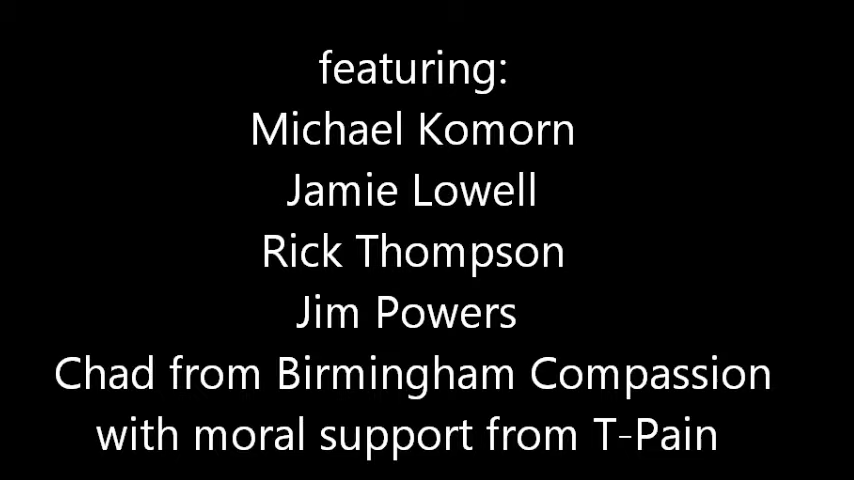 featuring:
Michael Komorn
Jamie Lowell
Rick Thompson
Jim Powers
Chad from Birmingham Compassion
with moral support from T-Pain